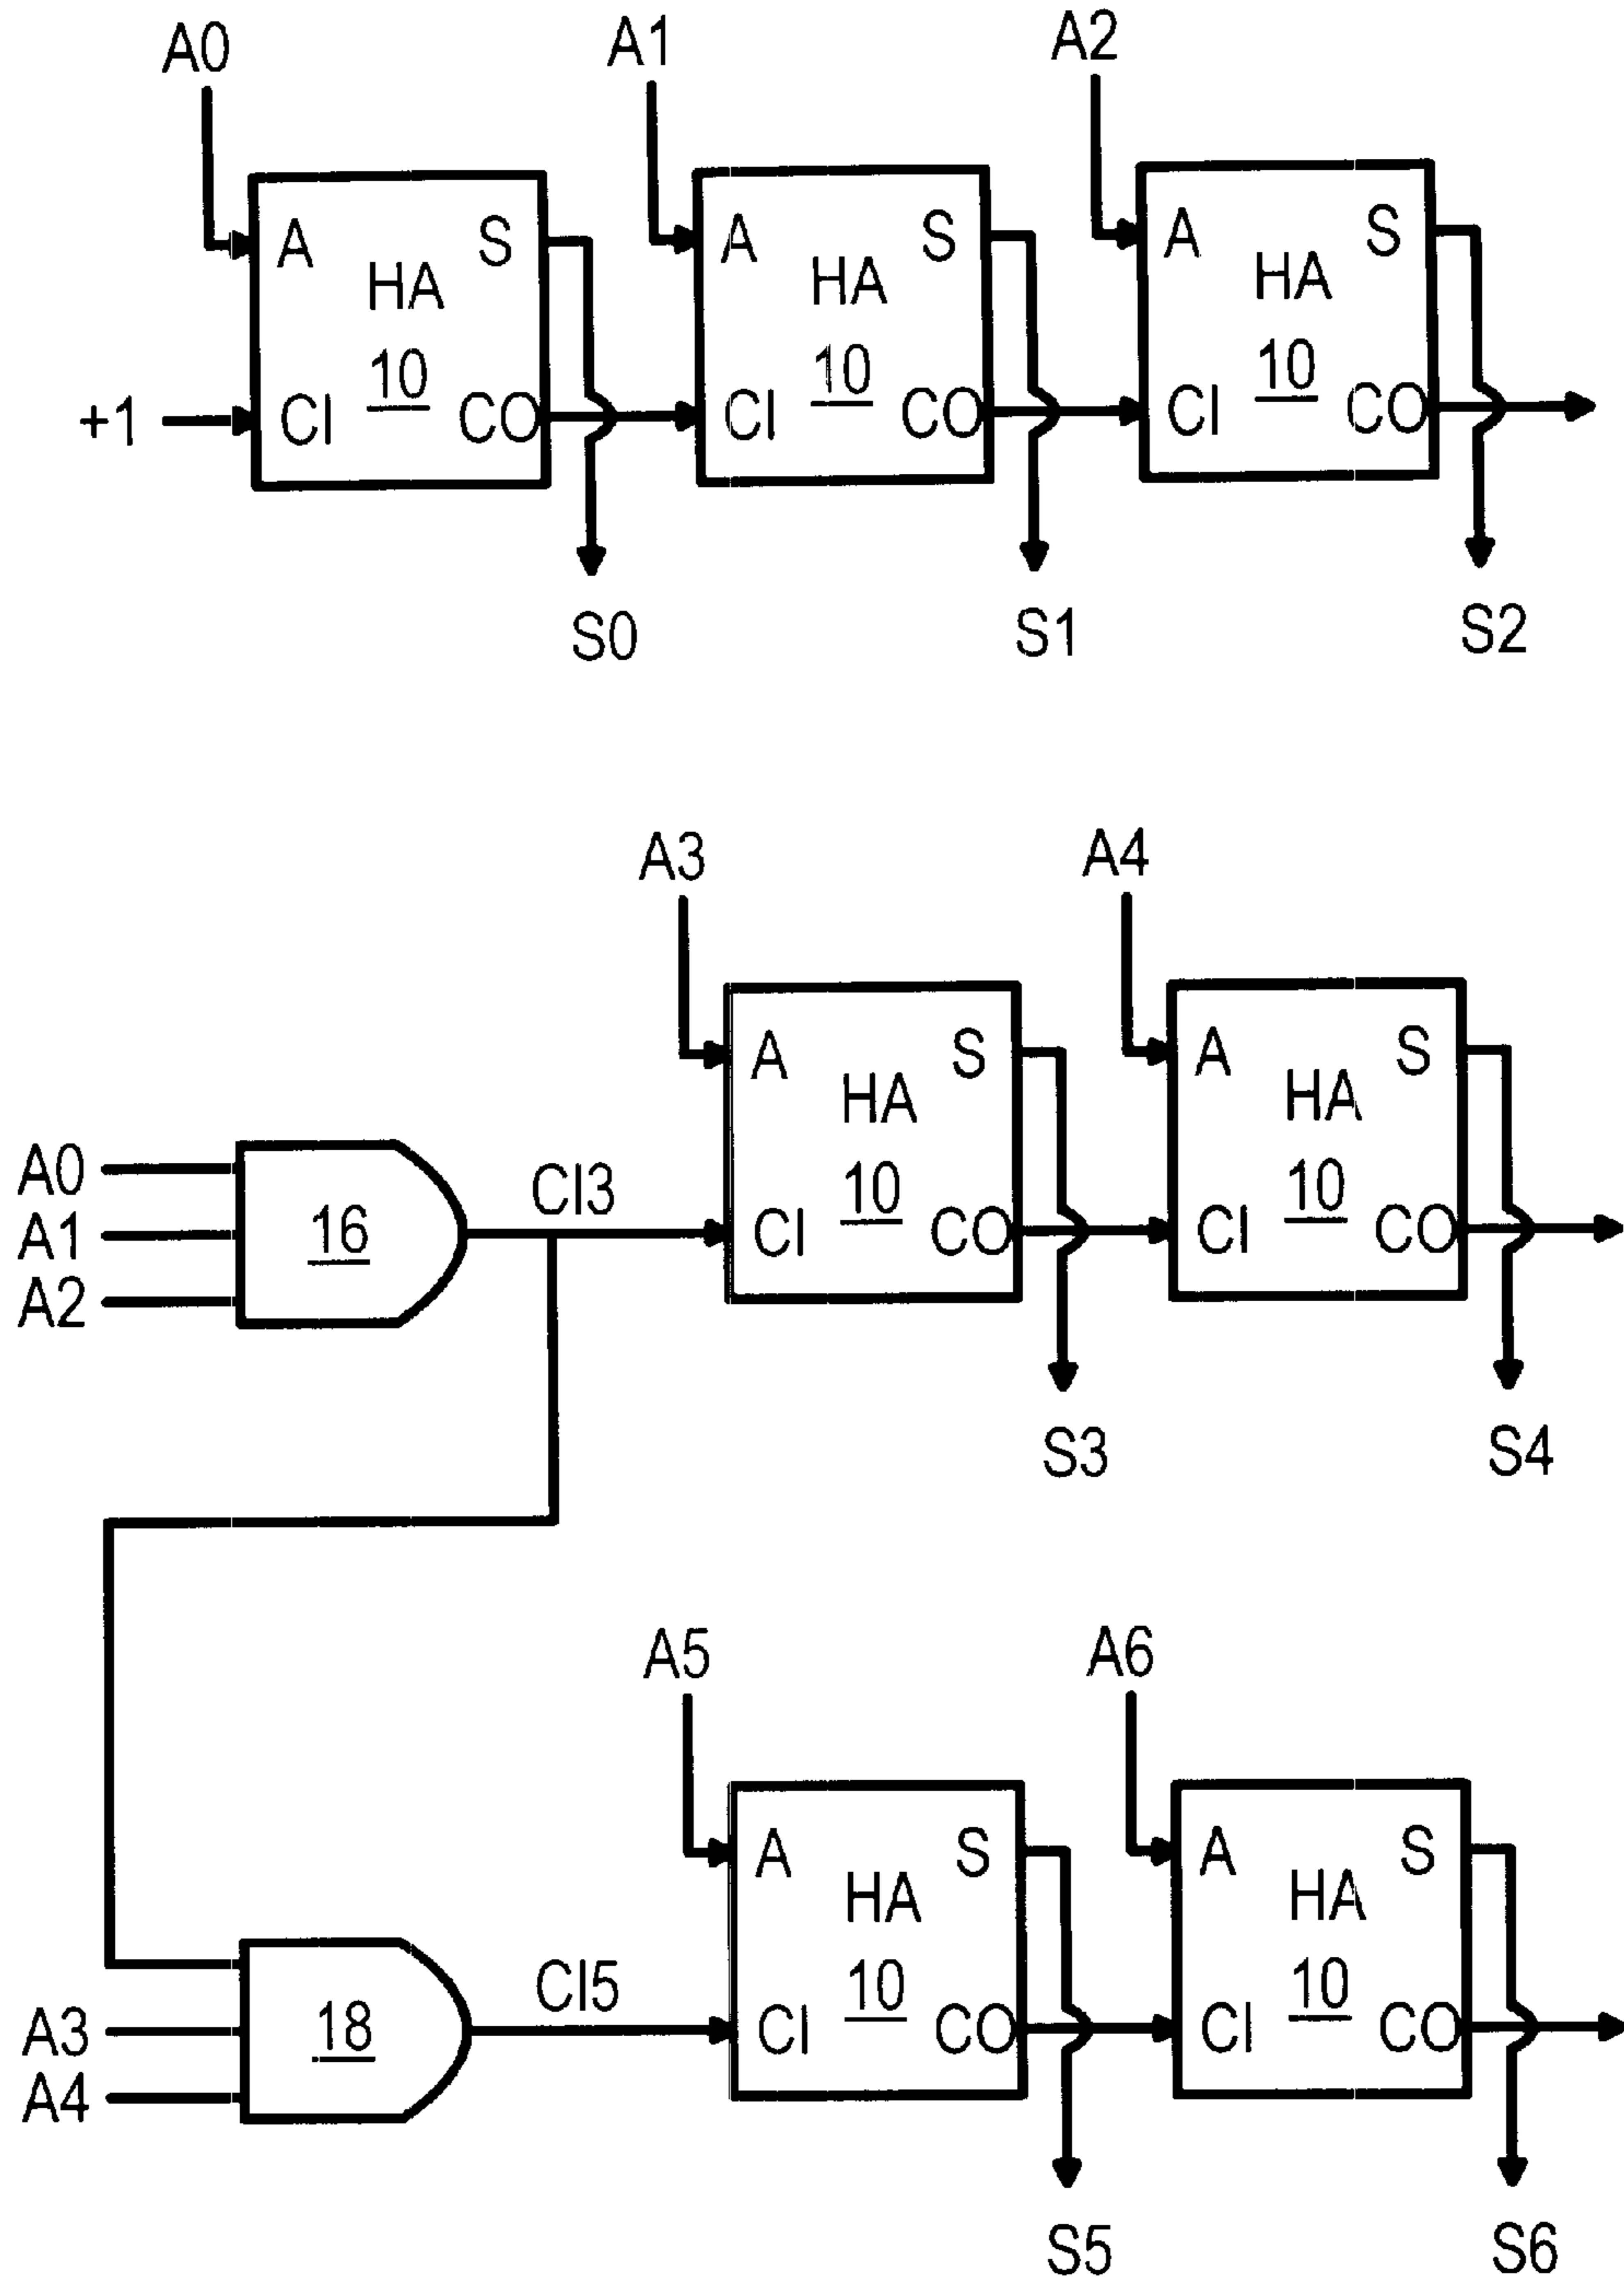 A0 A1 A2
A S A S A S
HA HA HA
10 10 10
+1 CI CO CI CO CI CO
S0 S1 S2
A3 A4
A S A S
HA HA
A0 CI3 10 10
A1 16 CI CO CI CO
A2
S3 S4
A5 A6
A S A S
HA HA
CI5 10 10
A3 18 CI CO CI CO
A4
S5 S6